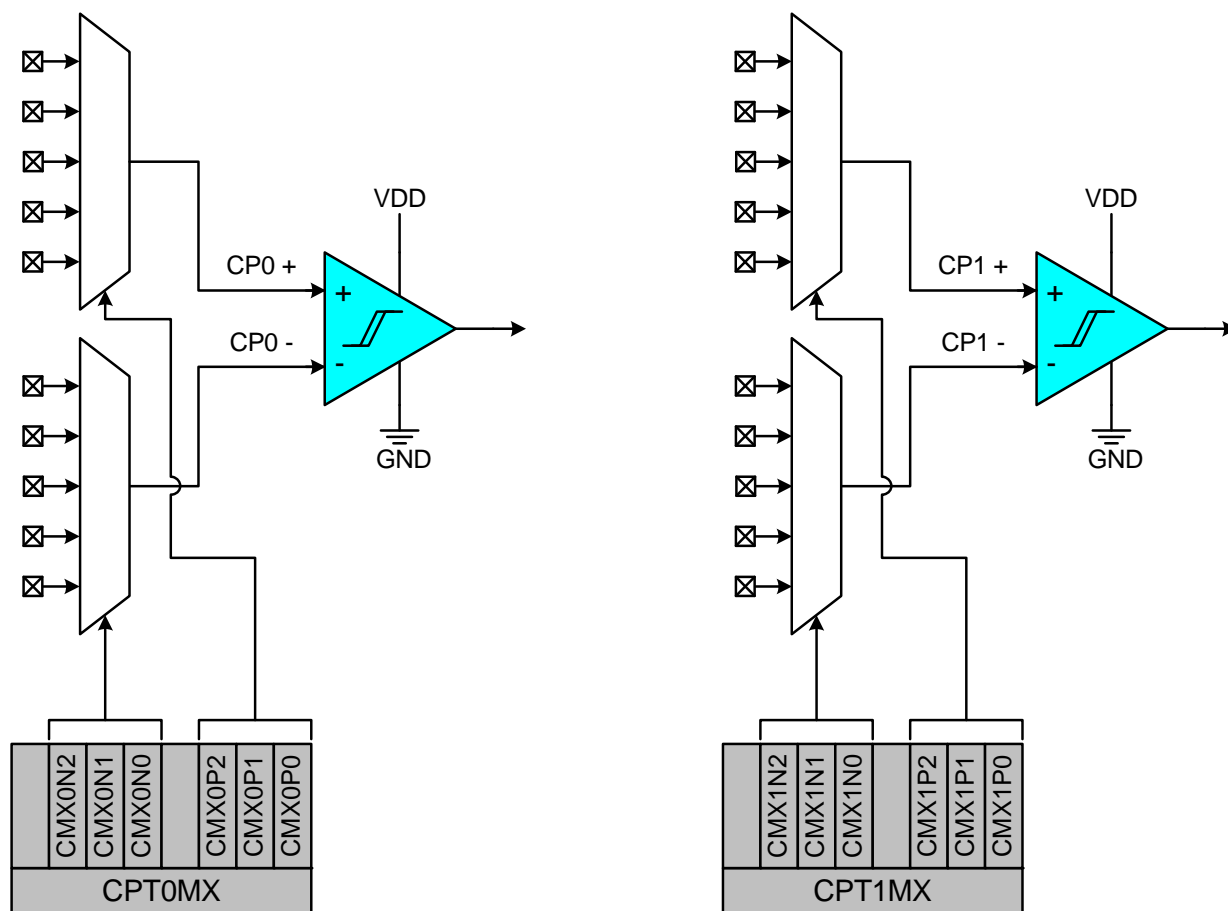 VDD
CP0 +
+
CP0 -
-
GND
CMX0N2
CMX0N1
CMX0N0
CMX0P2
CMX0P1
CMX0P0
CPT0MX
VDD
CP1 +
+
CP1 -
-
GND
CMX1N2
CMX1N1
CMX1N0
CMX1P2
CMX1P1
CMX1P0
CPT1MX